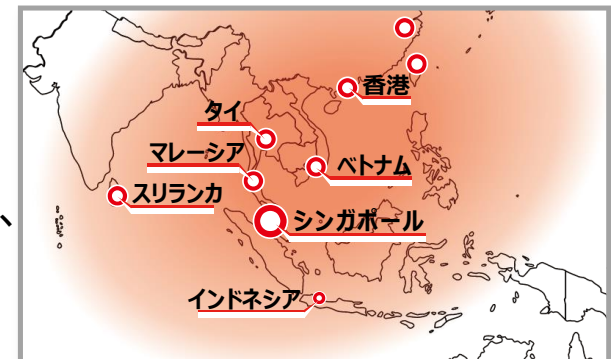 香港
タイ
マレーシア
ベトナム
スリランカ
、
シンガポール
インドネシア